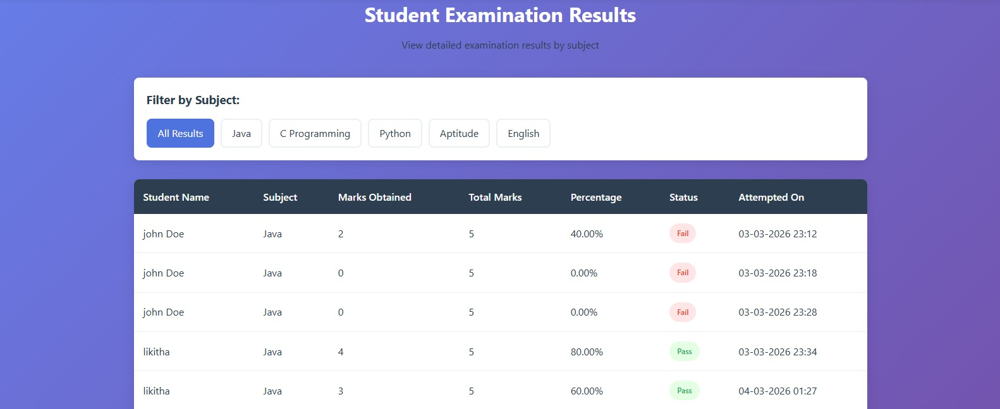 Student Examination Results
View detailed examination results by subject
Filter by Subject:
All Results Java C Programming Python Aptitude English
Student Name Subject Marks Obtained Total Marks Percentage Status Attempted On
john Doe Java 2 5 40.00% Fail 03-03-2026 23:12
john Doe Java 0 5 0.00% Fail 03-03-2026 23:18
john Doe Java 0 5 0.00% Fail 03-03-2026 23:28
likitha Java 4 5 80.00% Pass 03-03-2026 23:34
likitha Java 3 5 60.00% Pass 04-03-2026 01:27